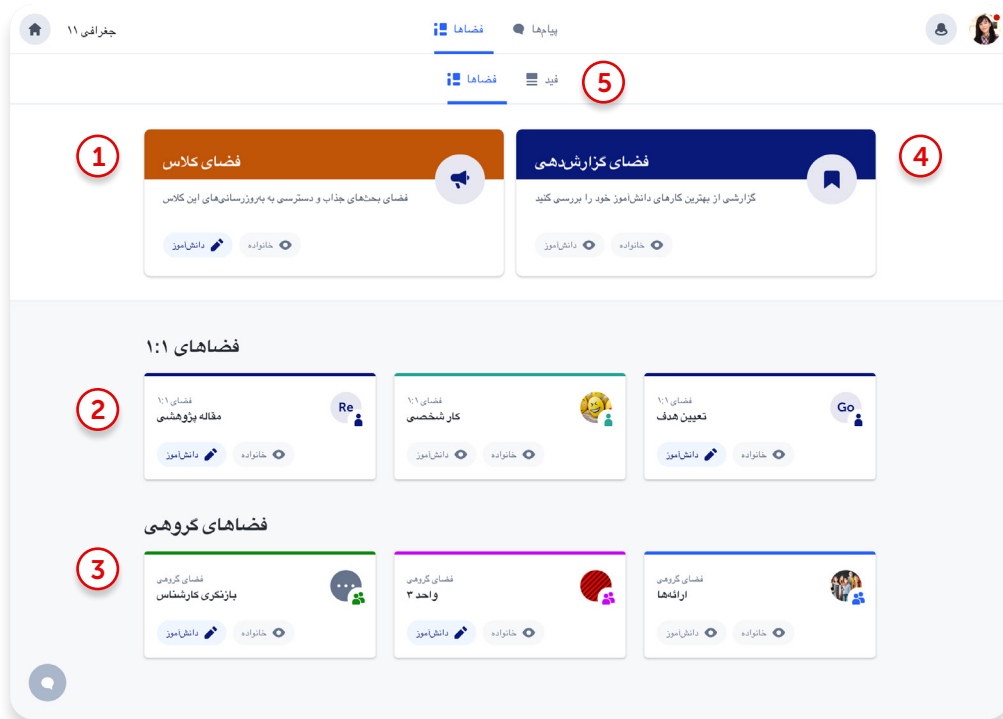 جغرافی ۱۱
فضاها
پیام‌ها
فضاها
فید
5
1
فضای کلاس
فضای بحث‌های جذاب و دسترسی به به‌روزرسانی‌های این کلاس
دانش‌آموز
خانواده
فضای گزارش‌دهی
گزارشی از بهترین کارهای دانش‌آموز خود را بررسی کنید
دانش‌آموز
خانواده
4
فضاهای ۱:۱
2
فضای ۱:۱
مقاله پژوهشی
Re
دانش‌آموز
خانواده
فضای ۱:۱
کار شخصی
دانش‌آموز
خانواده
فضای ۱:۱
تعیین هدف
Go
دانش‌آموز
خانواده
فضاهای گروهی
3
فضای گروهی
بازنگری کارشناس
دانش‌آموز
خانواده
فضای گروهی
واحد ۳
دانش‌آموز
خانواده
فضای گروهی
ارائه‌ها
دانش‌آموز
خانواده